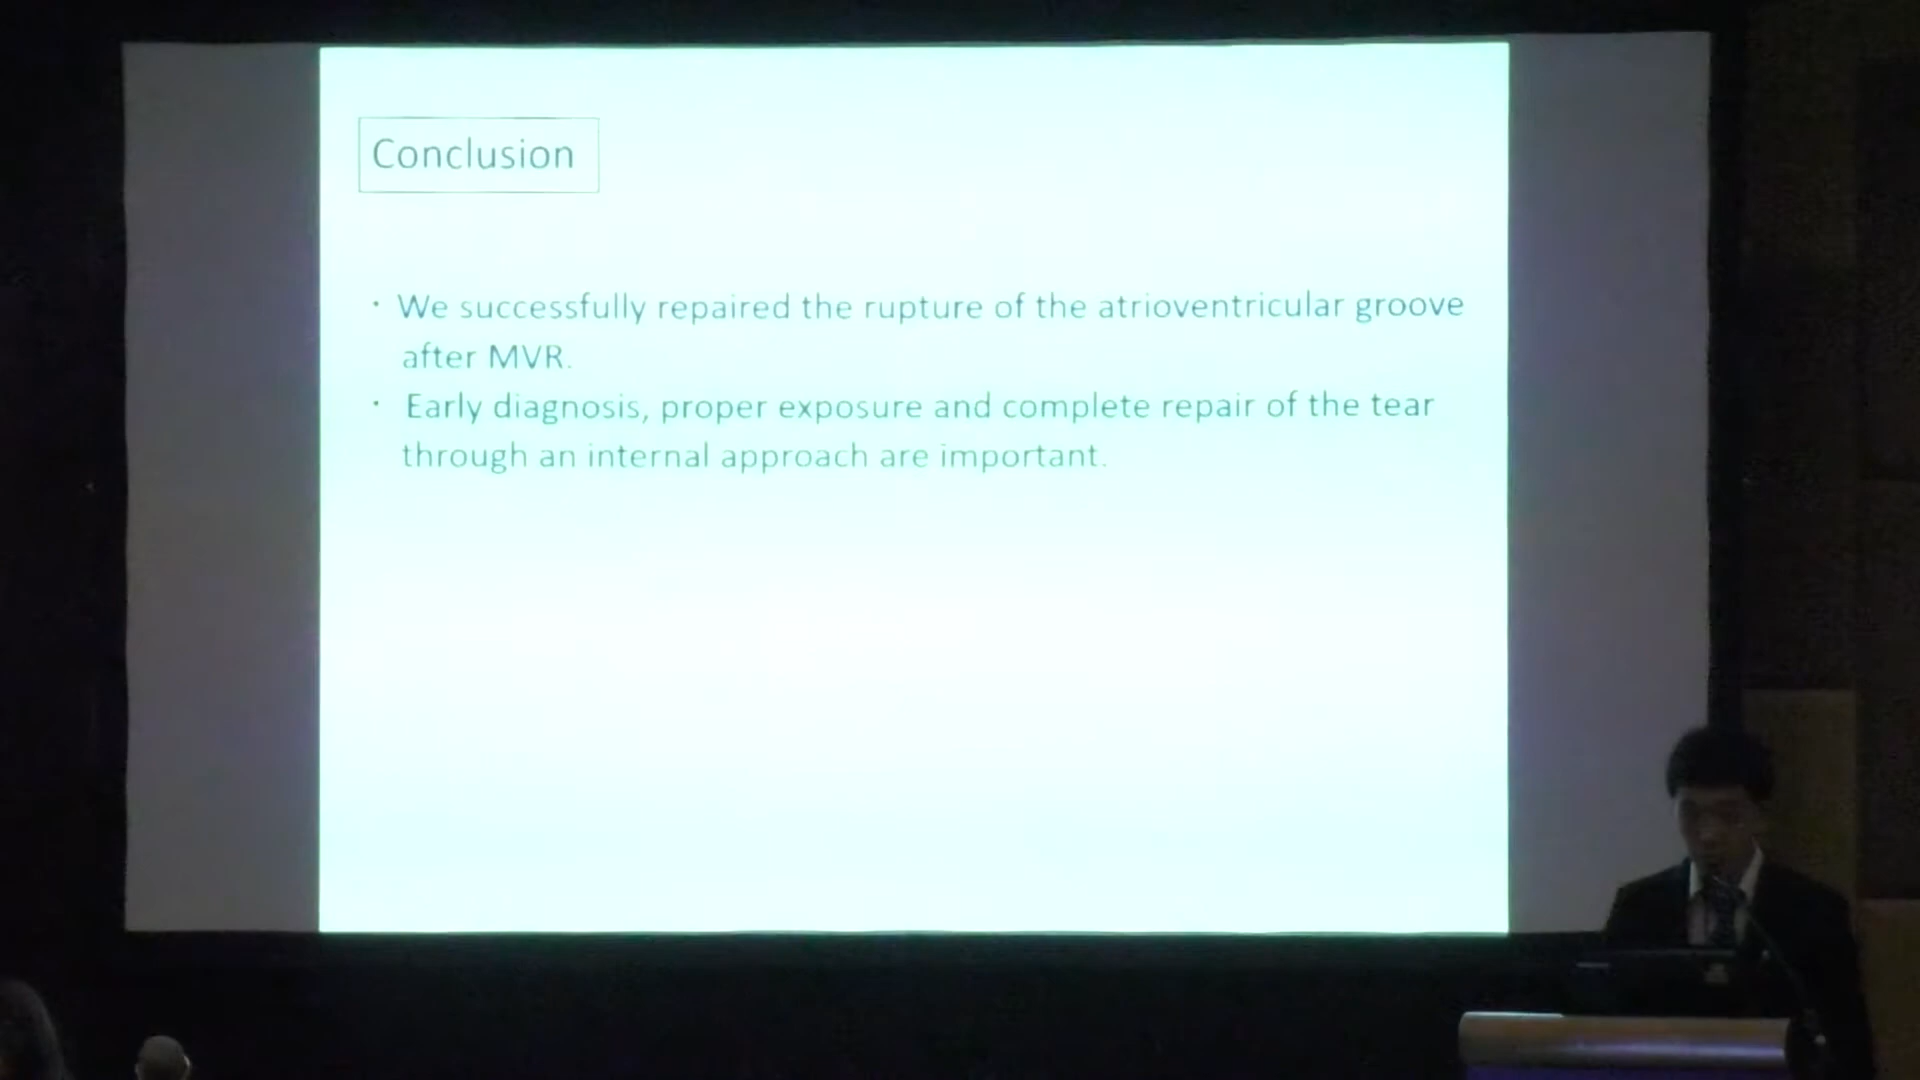 Conclusion
· We successfully repaired the rupture of the atrioventricular groove
after MVR.
· Early diagnosis, proper exposure and complete repair of the tear
through an internal approach are important.